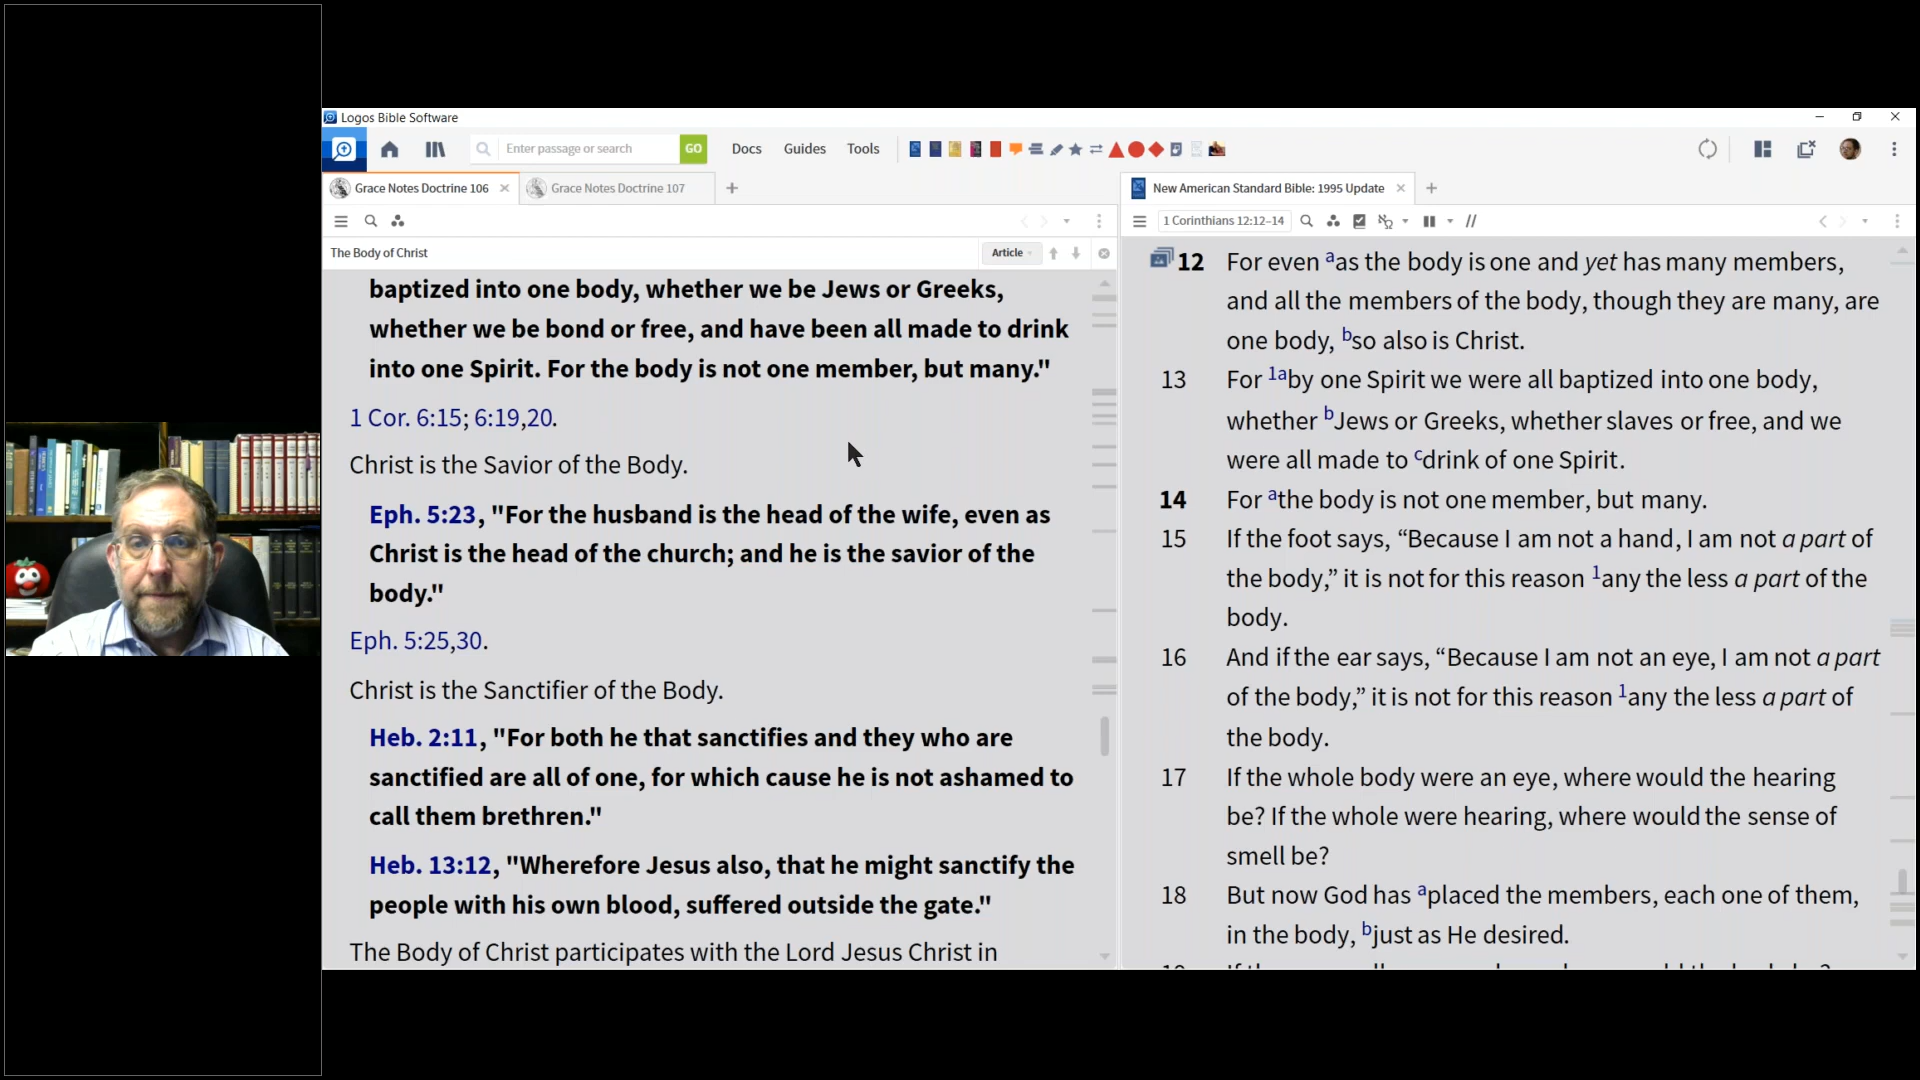 Logos Bible Software
Enter passage or search
GO
Docs
Guides
Tools
Grace Notes Doctrine 106
Grace Notes Doctrine 107
The Body of Christ
Article
baptized into one body, whether we be Jews or Greeks,
whether we be bond or free, and have been all made to drink
into one Spirit. For the body is not one member, but many."
1 Cor. 6:15; 6:19,20.
Christ is the Savior of the Body.
Eph. 5:23, "For the husband is the head of the wife, even as
Christ is the head of the church; and he is the savior of the
body."
Eph. 5:25,30.
Christ is the Sanctifier of the Body.
Heb. 2:11, "For both he that sanctifies and they who are
sanctified are all of one, for which cause he is not ashamed to
call them brethren."
Heb. 13:12, "Wherefore Jesus also, that he might sanctify the
people with his own blood, suffered outside the gate."
The Body of Christ participates with the Lord Jesus Christ in
New American Standard Bible: 1995 Update
1 Corinthians 12:12–14
12 For even aas the body is one and yet has many members,
and all the members of the body, though they are many, are
one body, bso also is Christ.
13 For 1aby one Spirit we were all baptized into one body,
whether bJews or Greeks, whether slaves or free, and we
were all made to cdrink of one Spirit.
14 For athe body is not one member, but many.
15 If the foot says, “Because I am not a hand, I am not a part of
the body,” it is not for this reason 1any the less a part of the
body.
16 And if the ear says, “Because I am not an eye, I am not a part
of the body,” it is not for this reason 1any the less a part of
the body.
17 If the whole body were an eye, where would the hearing
be? If the whole were hearing, where would the sense of
smell be?
18 But now God has aplaced the members, each one of them,
in the body, bjust as He desired.